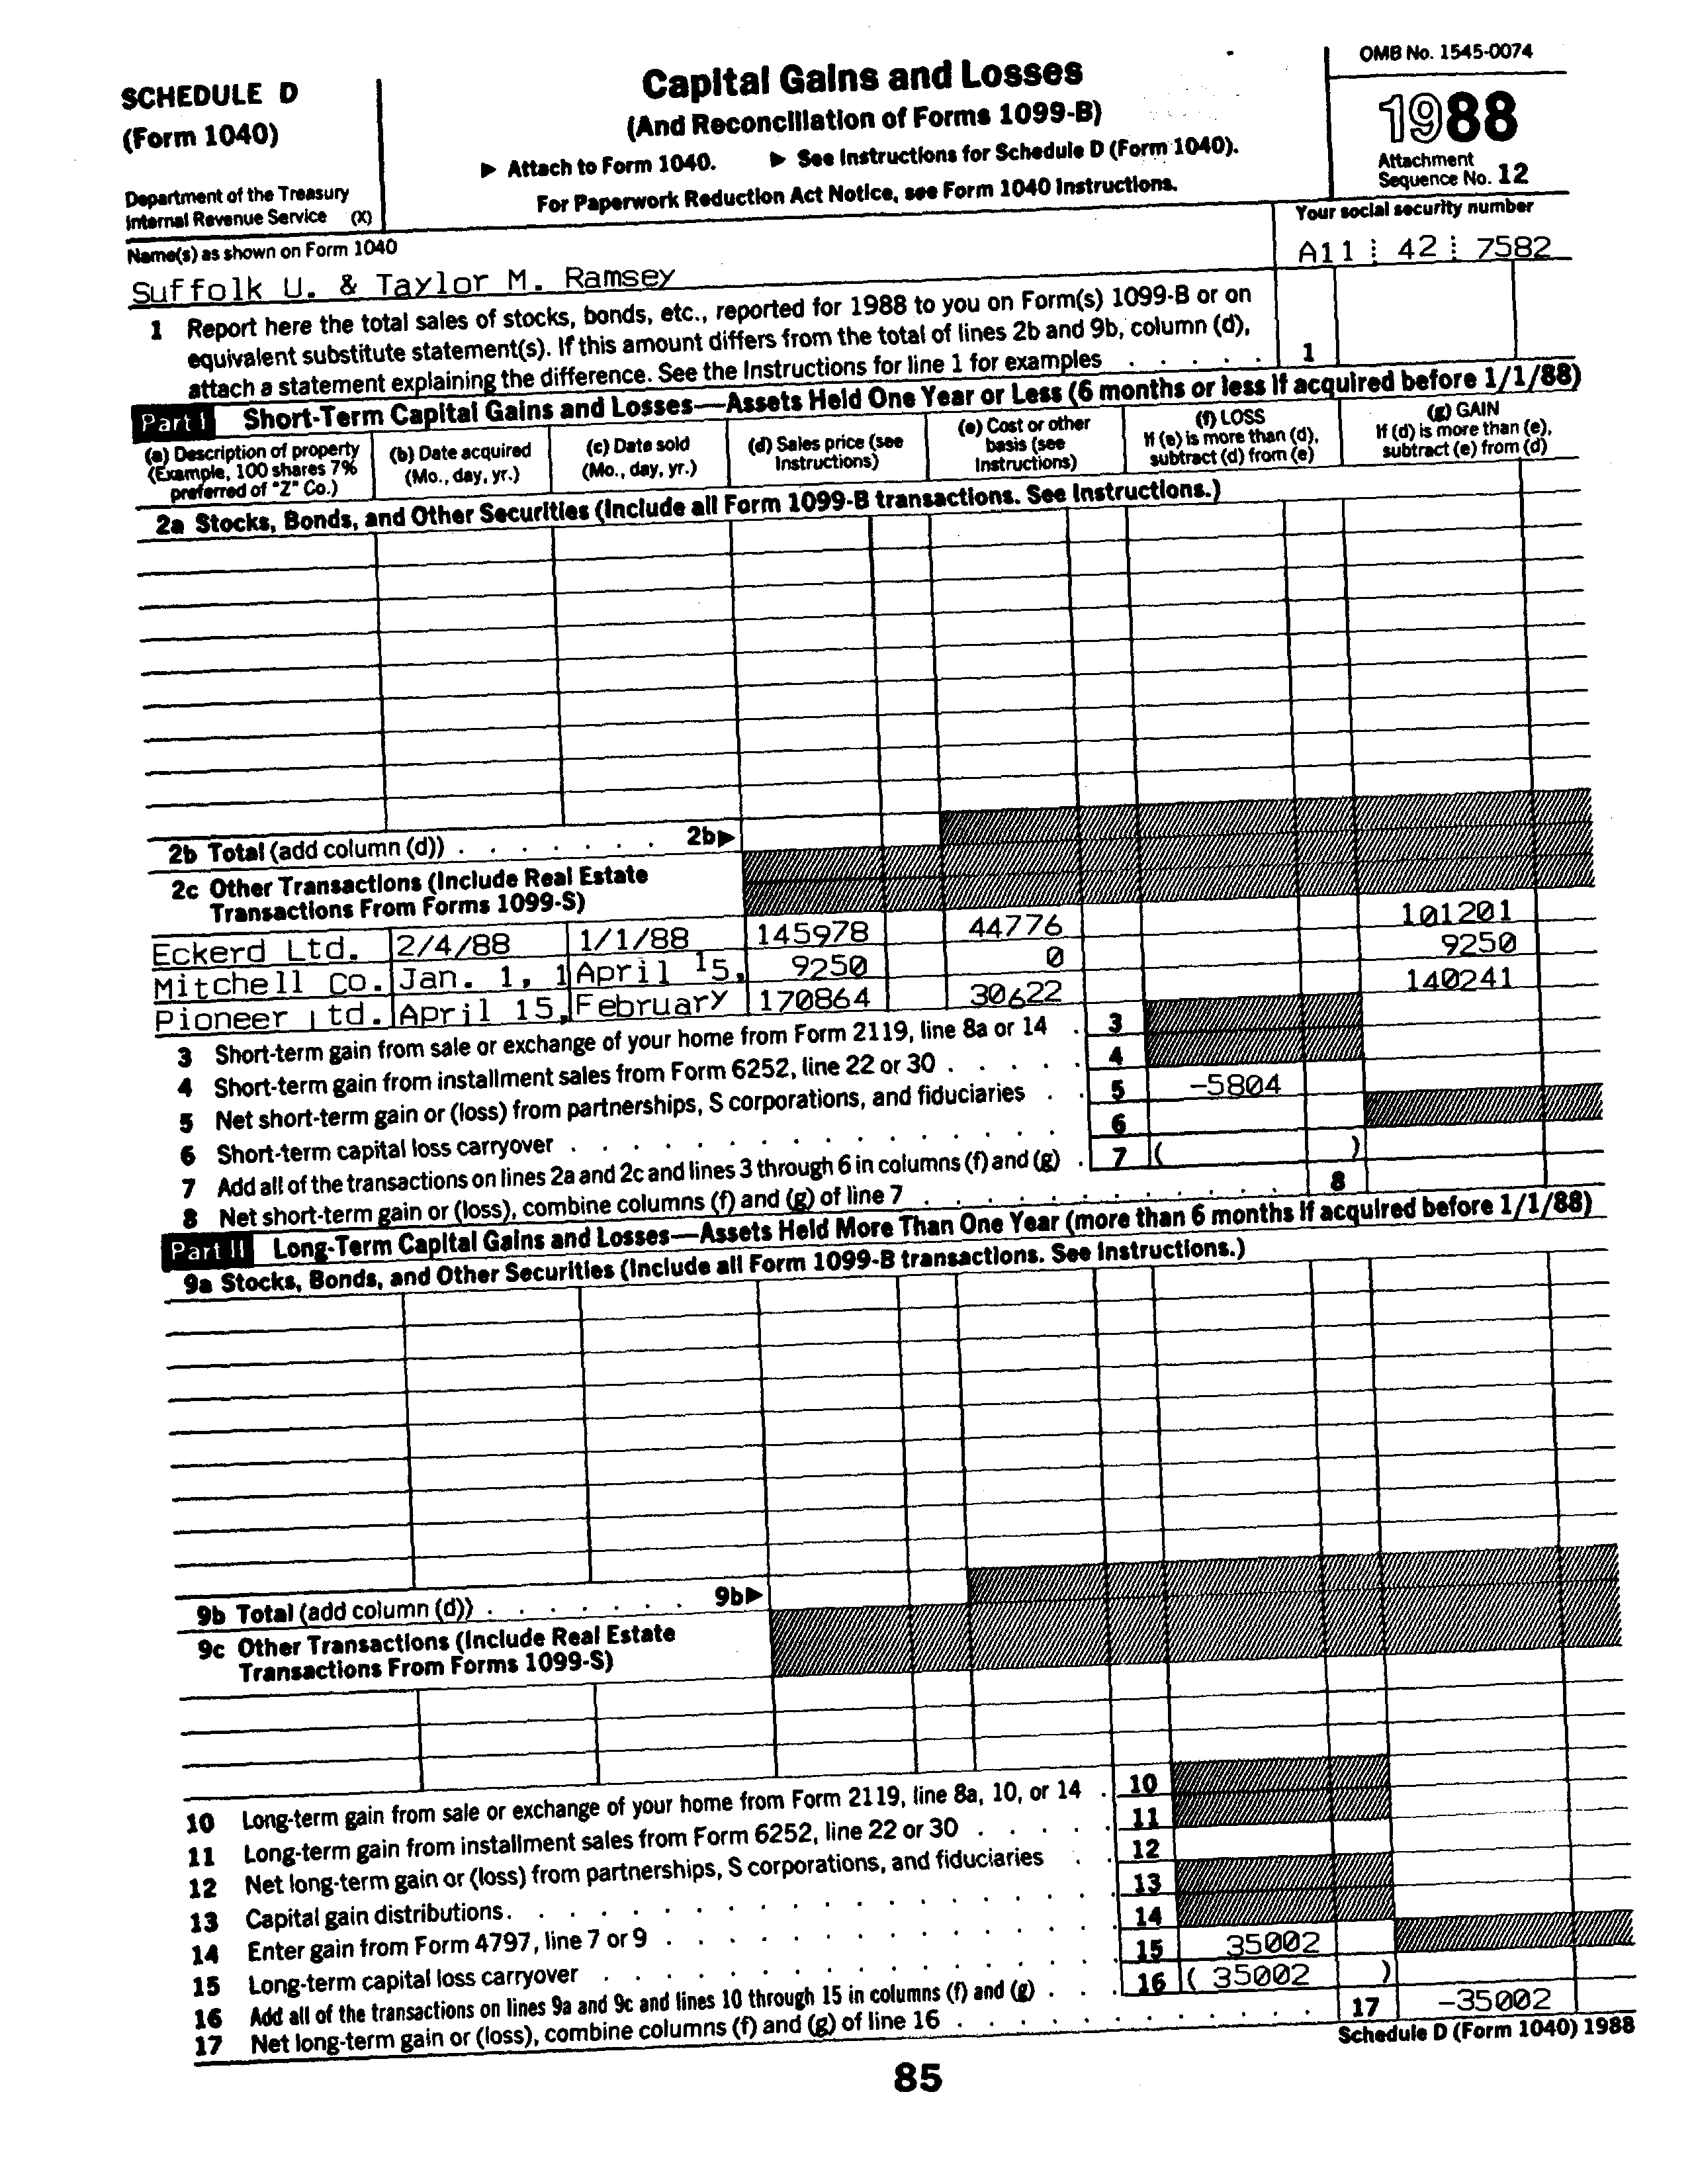 SCHEDULE D
(Form 1040)
Department of the Treasury
Internal Revenue Service (X)
Capital Gains and Losses
(And Reconciliation of Forms 1099-B)
▶ Attach to Form 1040. ▶ See Instructions for Schedule D (Form 1040).
For Paperwork Reduction Act Notice, see Form 1040 Instructions.
OMB No. 1545-0074
1988
Attachment
Sequence No. 12
Name(s) as shown on Form 1040
Suffolk U. & Taylor M. Ramsey
Your social security number
A11 42 7582
1 Report here the total sales of stocks, bonds, etc., reported for 1988 to you on Form(s) 1099-B or on
equivalent substitute statement(s). If this amount differs from the total of lines 2b and 9b, column (d),
attach a statement explaining the difference. See the Instructions for line 1 for examples . . . . . 1
Part I Short-Term Capital Gains and Losses—Assets Held One Year or Less (6 months or less if acquired before 1/1/88)
(a) Description of property
(Example, 100 shares 7%
preferred of "Z" Co.)
(b) Date acquired
(Mo., day, yr.)
(c) Date sold
(Mo., day, yr.)
(d) Sales price (see
Instructions)
(e) Cost or other
basis (see
Instructions)
(f) LOSS
If (e) is more than (d),
subtract (d) from (e)
(g) GAIN
If (d) is more than (e),
subtract (e) from (d)
2a Stocks, Bonds, and Other Securities (Include all Form 1099-B transactions. See Instructions.)
2b Total (add column (d)) . . . . . . . 2b▶
2c Other Transactions (Include Real Estate
Transactions From Forms 1099-S)
Eckerd Ltd. 2/4/88 1/1/88 145978 44776 101201
Mitchell Co. Jan. 1, 1 April 15, 9250 0 9250
Pioneer Ltd. April 15, February 170864 30622 140241
3 Short-term gain from sale or exchange of your home from Form 2119, line 8a or 14 . 3
4 Short-term gain from installment sales from Form 6252, line 22 or 30 . . . . . 4
5 Net short-term gain or (loss) from partnerships, S corporations, and fiduciaries . . 5 -5804
6 Short-term capital loss carryover . . . . . . . . . . . . . . . 6
7 Add all of the transactions on lines 2a and 2c and lines 3 through 6 in columns (f) and (g) . 7 ( )
8 Net short-term gain or (loss), combine columns (f) and (g) of line 7 . . . . . . . . . . . . 8
Part II Long-Term Capital Gains and Losses—Assets Held More Than One Year (more than 6 months if acquired before 1/1/88)
9a Stocks, Bonds, and Other Securities (Include all Form 1099-B transactions. See Instructions.)
9b Total (add column (d)) . . . . . . . 9b▶
9c Other Transactions (Include Real Estate
Transactions From Forms 1099-S)
10 Long-term gain from sale or exchange of your home from Form 2119, line 8a, 10, or 14 . 10
11 Long-term gain from installment sales from Form 6252, line 22 or 30 . . . . . 11
12 Net long-term gain or (loss) from partnerships, S corporations, and fiduciaries . . 12
13 Capital gain distributions . . . . . . . . . . . . . . . . 13
14 Enter gain from Form 4797, line 7 or 9 . . . . . . . . . . . . 14
15 Long-term capital loss carryover . . . . . . . . . . . . . . 15 35002
16 Add all of the transactions on lines 9a and 9c and lines 10 through 15 in columns (f) and (g) . . . 16 ( 35002 )
17 Net long-term gain or (loss), combine columns (f) and (g) of line 16 . . . . . . . . . . . 17 -35002
Schedule D (Form 1040) 1988
85